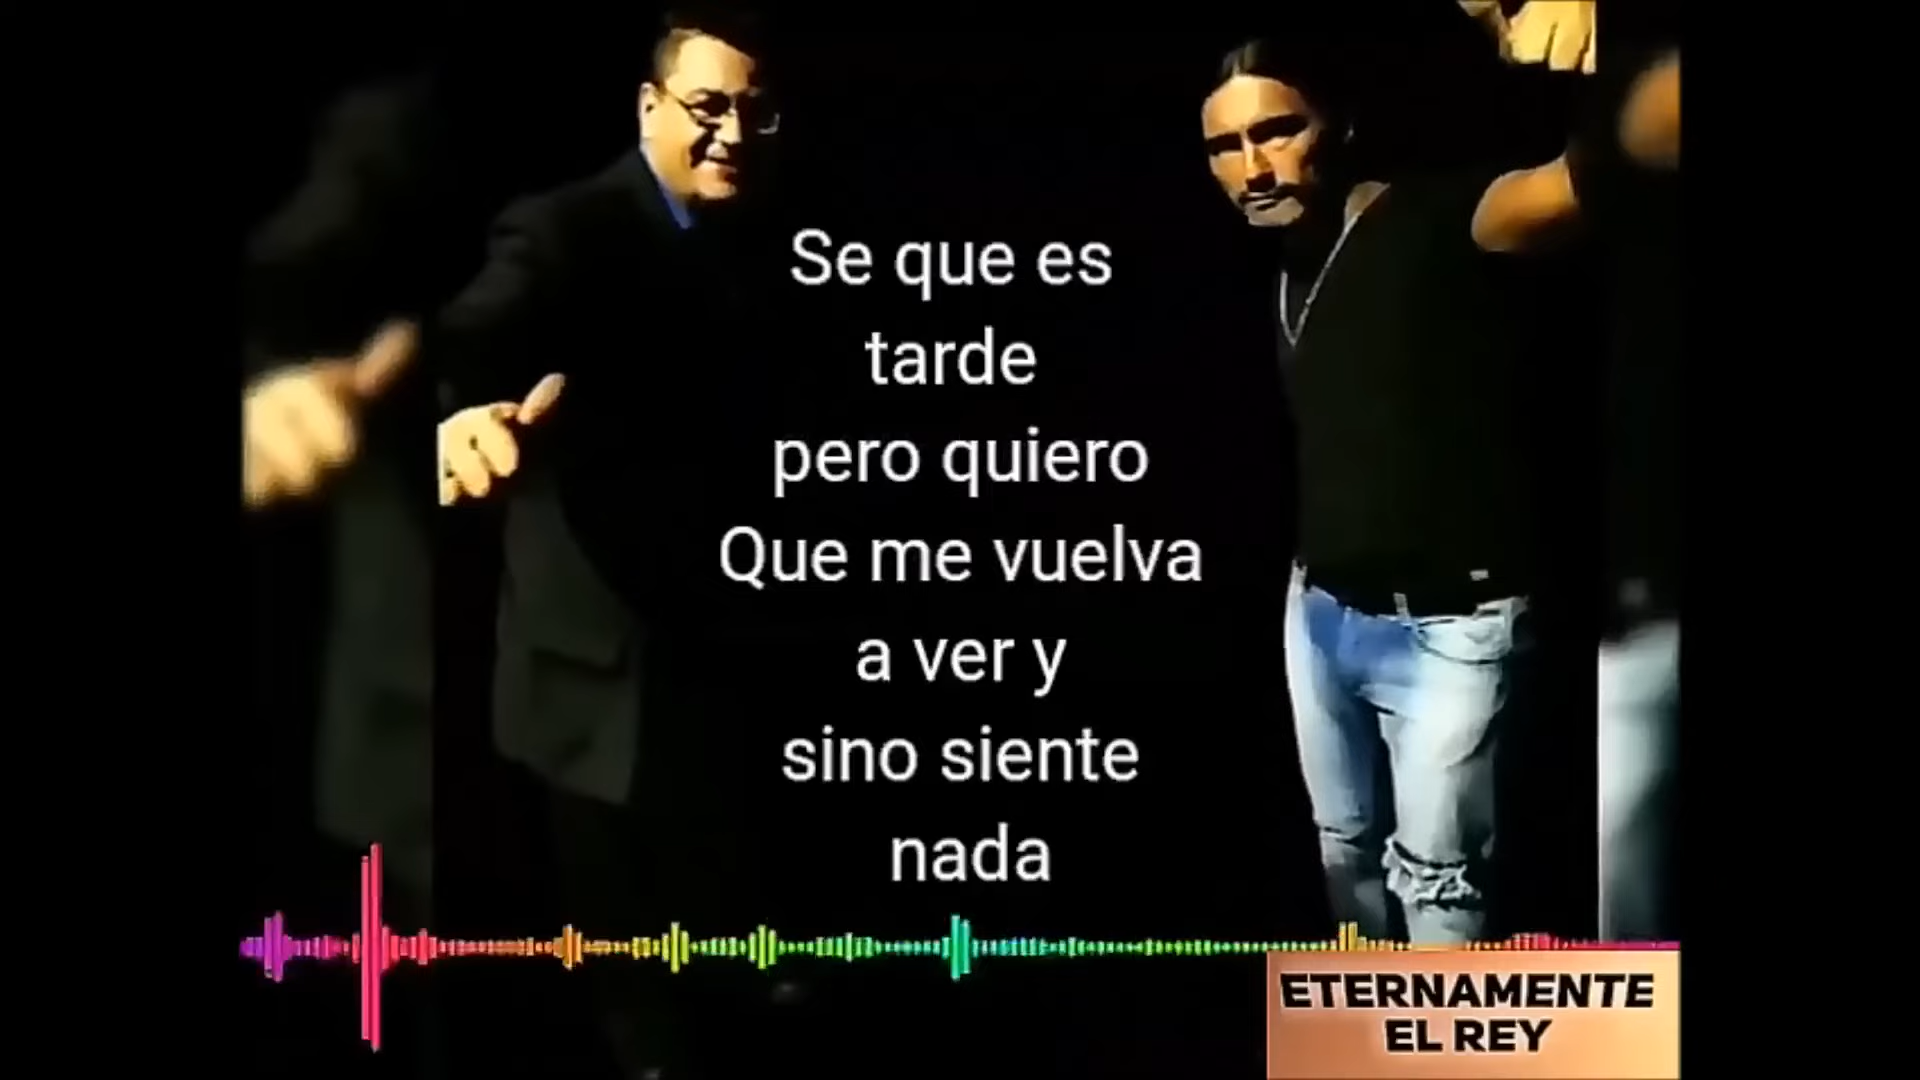 Se que es
tarde
pero quiero
Que me vuelva
a ver y
sino siente
nada
ETERNAMENTE
EL REY